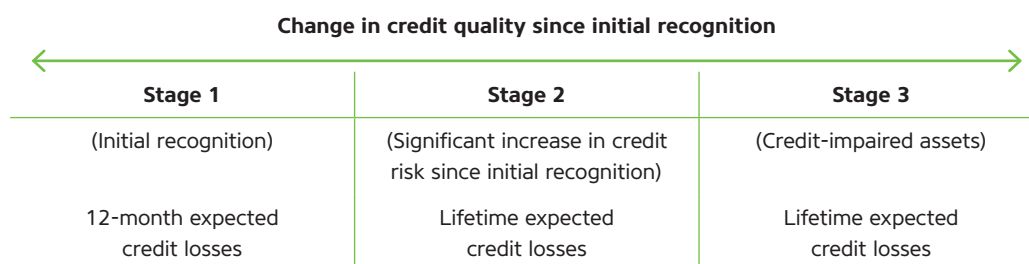 Change in credit quality since initial recognition
Stage 1
Stage 2
Stage 3
(Initial recognition)
(Significant increase in credit
risk since initial recognition)
(Credit-impaired assets)
12-month expected
credit losses
Lifetime expected
credit losses
Lifetime expected
credit losses